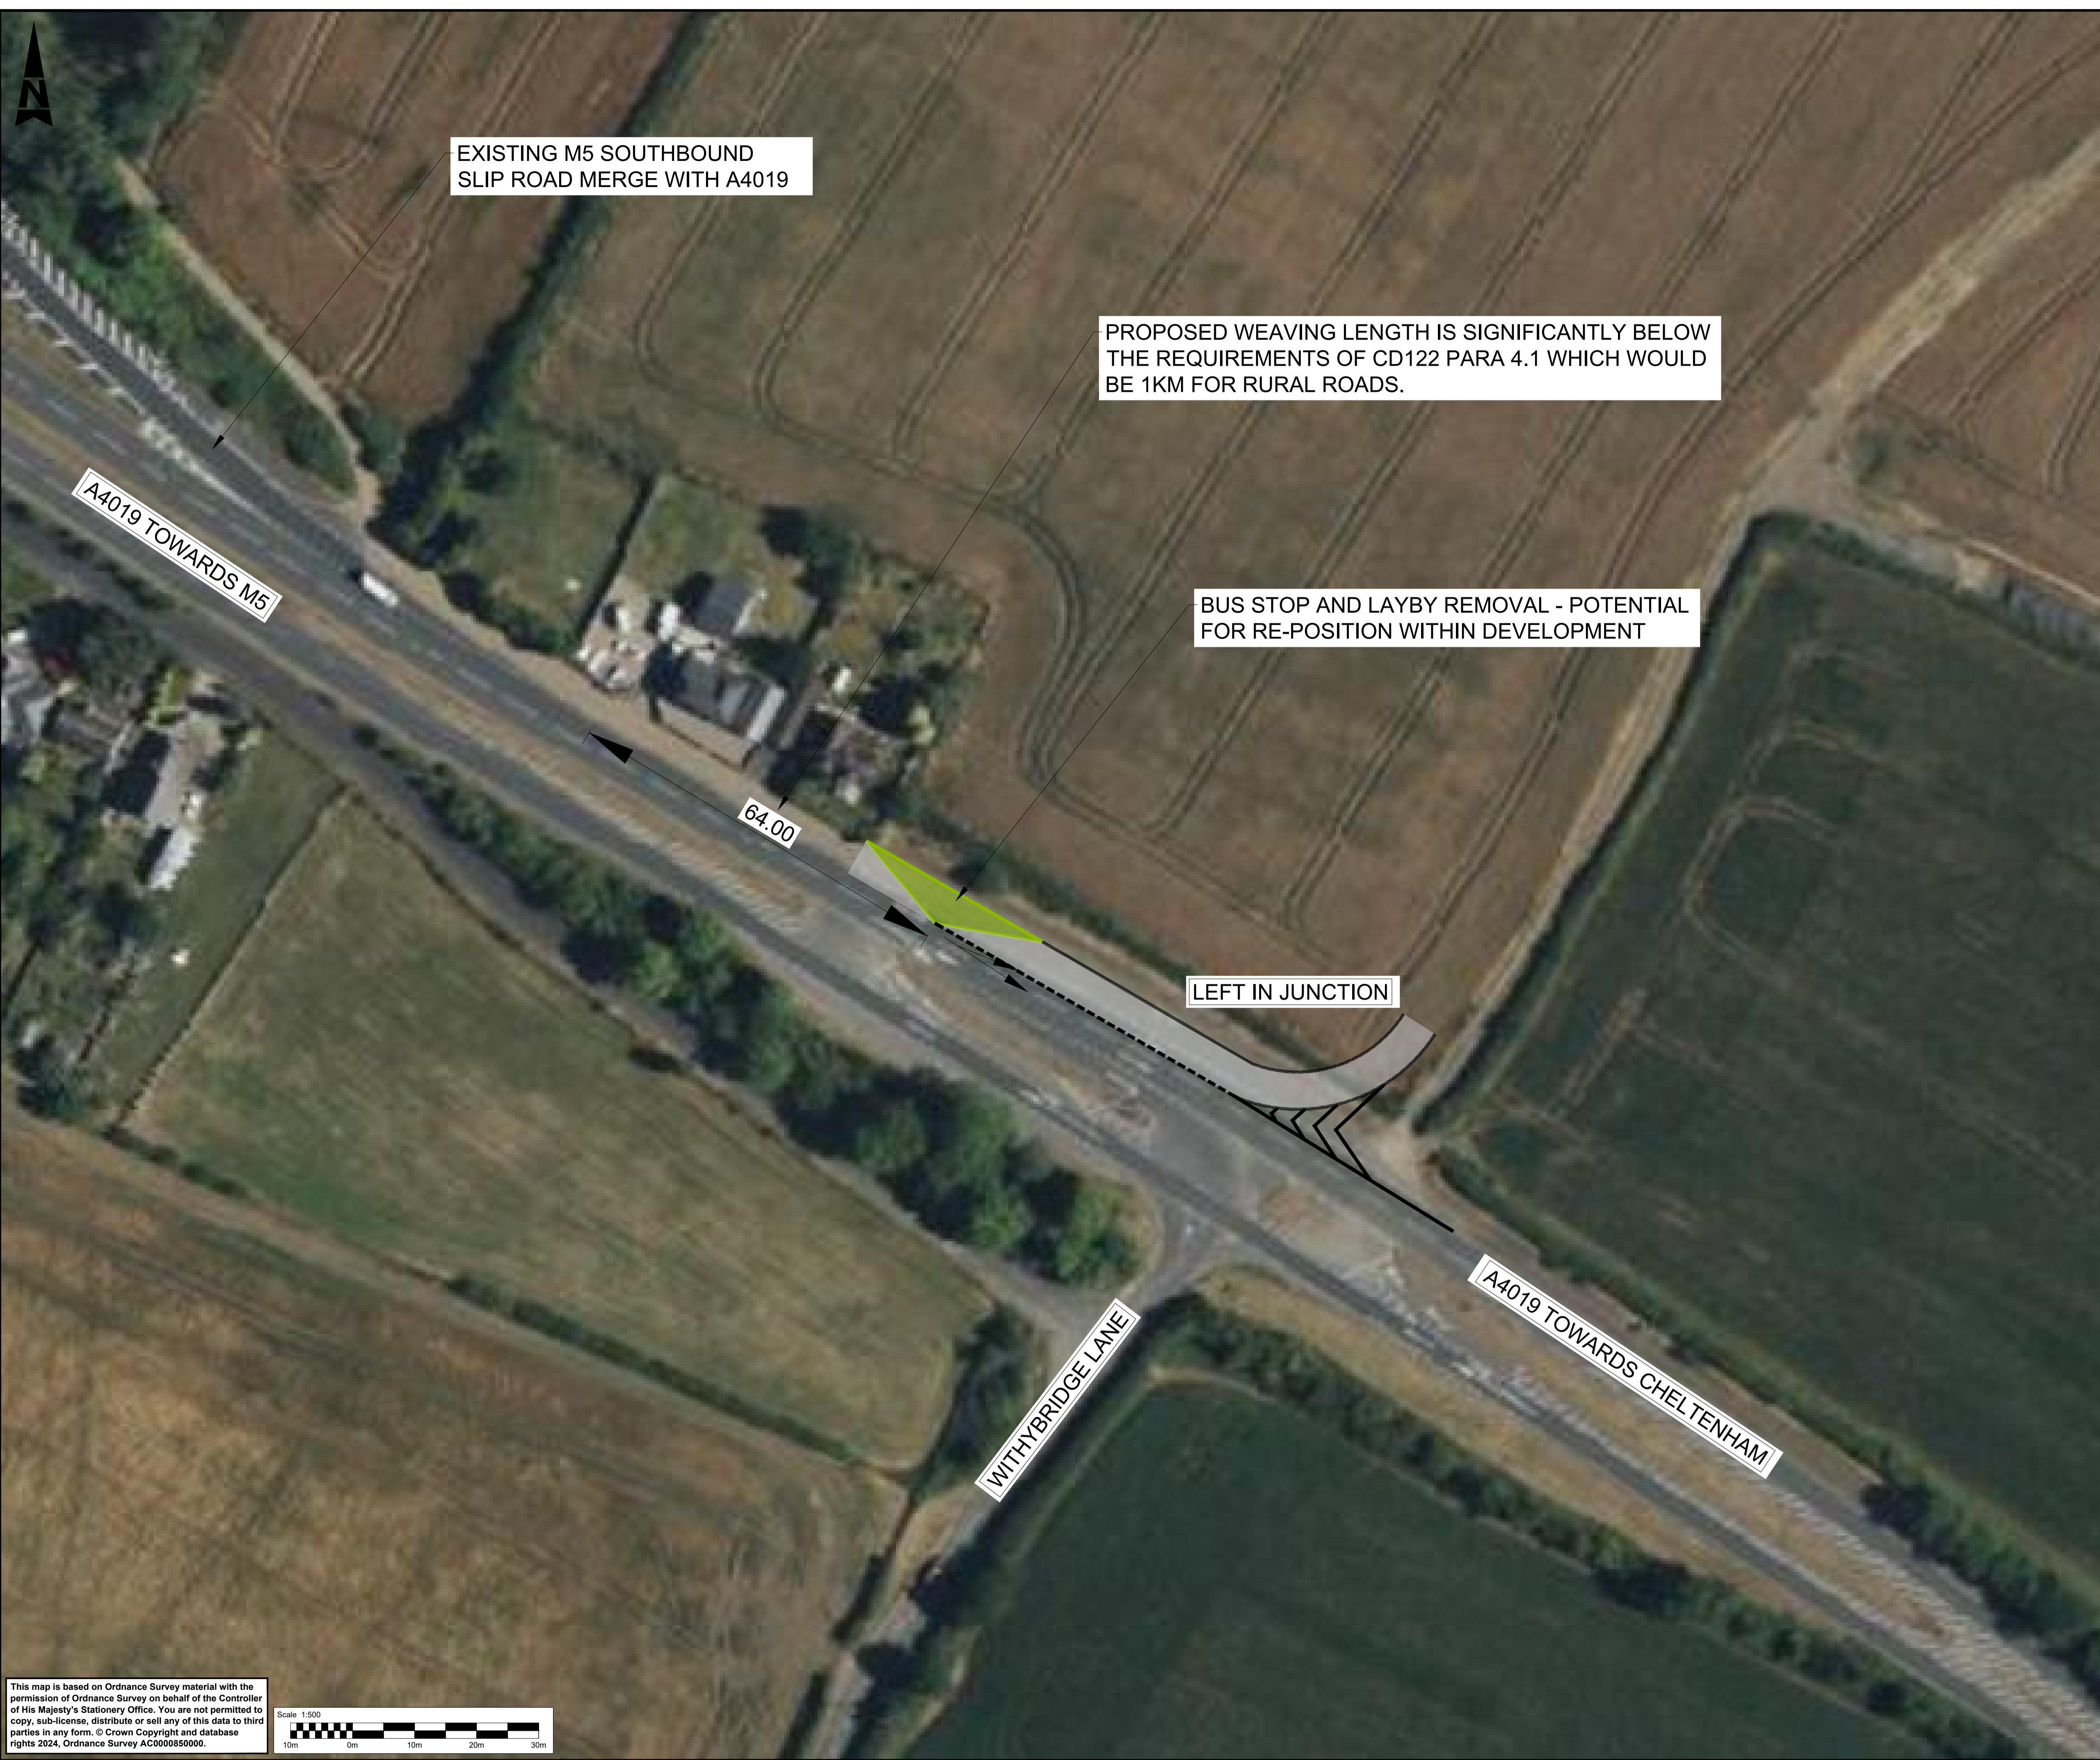 N
EXISTING M5 SOUTHBOUND
SLIP ROAD MERGE WITH A4019
PROPOSED WEAVING LENGTH IS SIGNIFICANTLY BELOW
THE REQUIREMENTS OF CD122 PARA 4.1 WHICH WOULD
BE 1KM FOR RURAL ROADS.
A4019 TOWARDS M5
BUS STOP AND LAYBY REMOVAL - POTENTIAL
FOR RE-POSITION WITHIN DEVELOPMENT
64.00
LEFT IN JUNCTION
WITHYBRIDGE LANE
A4019 TOWARDS CHELTENHAM
This map is based on Ordnance Survey material with the
permission of Ordnance Survey on behalf of the Controller
of His Majesty's Stationery Office. You are not permitted to
copy, sub-license, distribute or sell any of this data to third
parties in any form. © Crown Copyright and database
rights 2024, Ordnance Survey AC0000850000.
Scale 1:500
10m 0m 10m 20m 30m